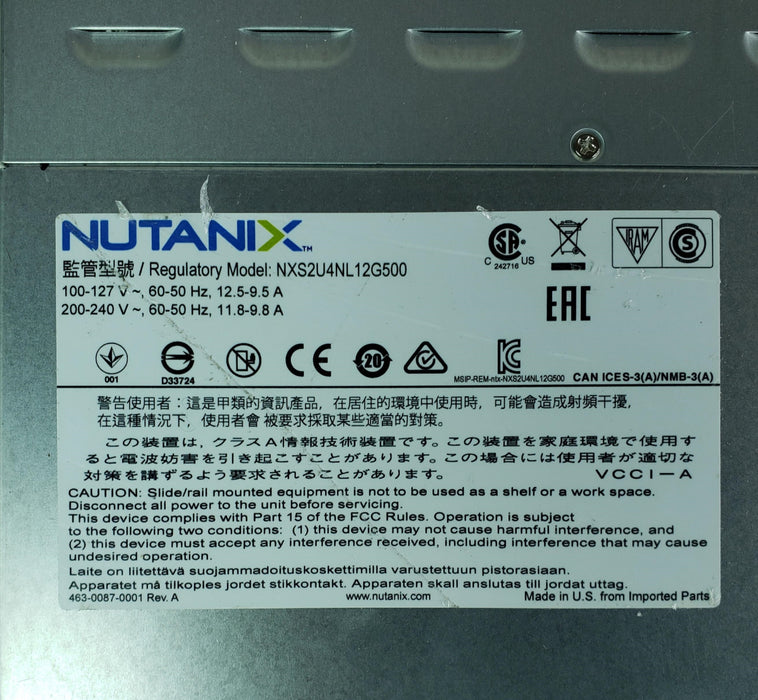 NUTANIX™
監管型號 / Regulatory Model: NXS2U4NL12G500
100-127 V ~, 60-50 Hz, 12.5-9.5 A
200-240 V ~, 60-50 Hz, 11.8-9.8 A
SA
C 242716 US
IRAM
S
EAC
001
D33724
CE
20
MSIP-REM-ntx-NXS2U4NL12G500
CAN ICES-3(A)/NMB-3(A)
警告使用者：這是甲類的資訊產品，在居住的環境中使用時，可能會造成射頻干擾，
在這種情況下，使用者會 被要求採取某些適當的對策。
この装置は，クラスA情報技術装置です。この装置を家庭環境で使用す
ると電波妨害を引き起こすことがあります。この場合には使用者が適切な
対策を講ずるよう要求されることがあります。 VCCI－A
CAUTION: Slide/rail mounted equipment is not to be used as a shelf or a work space.
Disconnect all power to the unit before servicing.
This device complies with Part 15 of the FCC Rules. Operation is subject
to the following two conditions: (1) this device may not cause harmful interference, and
(2) this device must accept any interference received, including interference that may cause
undesired operation.
Laite on liitettävä suojammadoituskoskettimilla varustettuun pistorasiaan.
Apparatet må tilkoples jordet stikkontakt. Apparaten skall anslutas till jordat uttag.
463-0087-0001 Rev. A www.nutanix.com Made in U.S. from Imported Parts